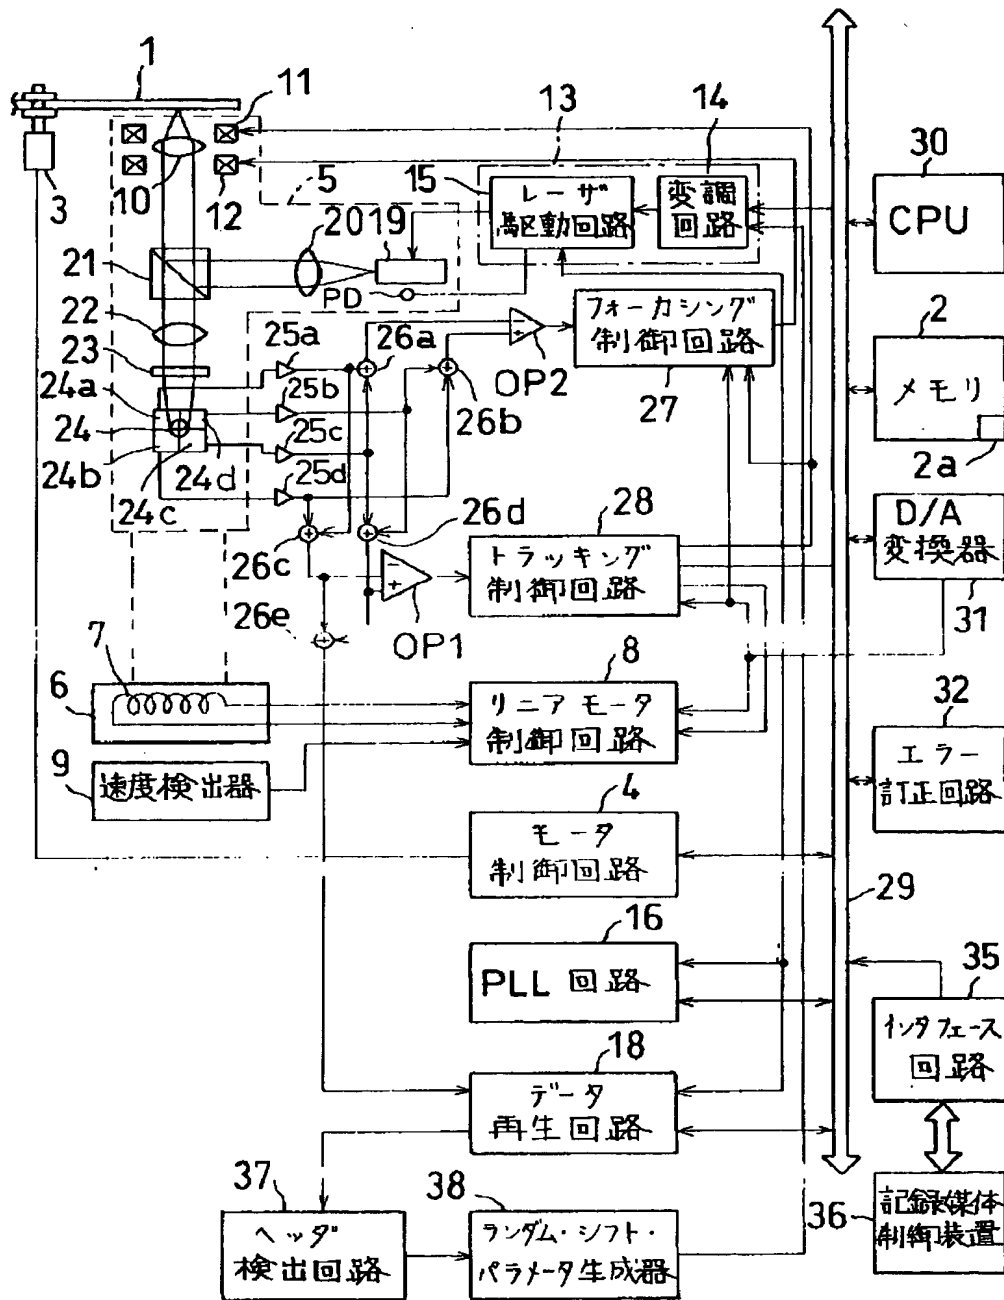 1
11
13
14
30
CPU
3
10
12
5
15
レーザ
駆動回路
変調
回路
20
19
21
PD
2
メモリ
2a
22
25a
26a
フォーカシング
制御回路
23
24a
25b
OP2
27
24
25c
26b
24b
24d
25d
24c
26d
28
D/A
変換器
26c
トラッキング
制御回路
31
26e
OP1
7
8
6
リニアモータ
制御回路
32
エラー
訂正回路
9
速度検出器
4
モータ
制御回路
29
16
PLL 回路
35
インタフェース
回路
18
データ
再生回路
37
38
36
記録媒体
制御装置
ヘッダ
検出回路
ランダム・シフト・
パラメータ生成器